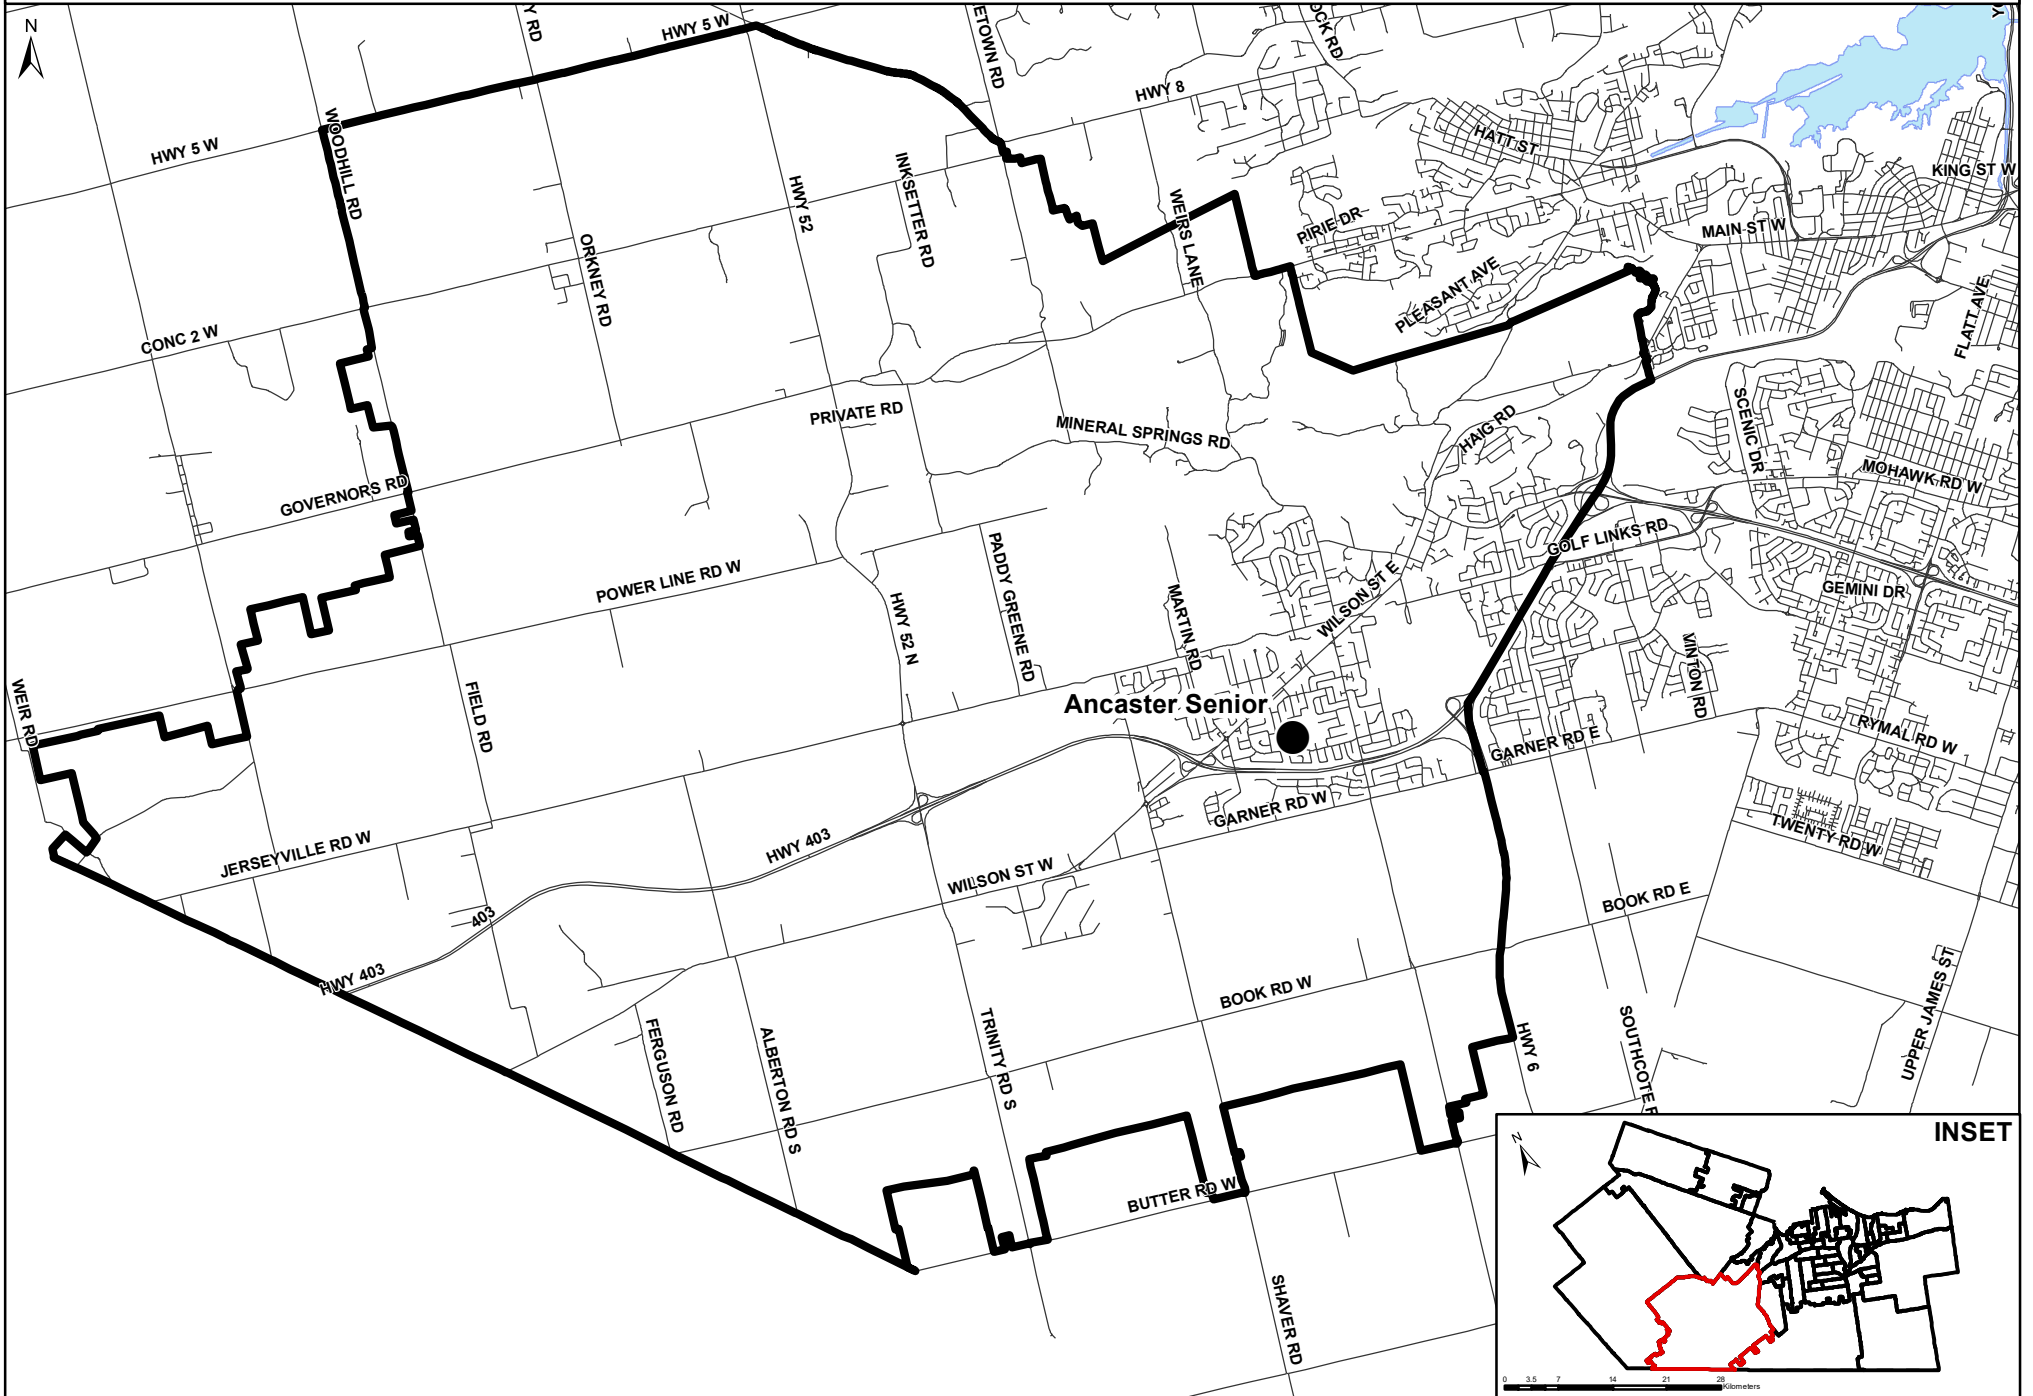 N
Y RD
HWY 5 W
ETOWN RD
OCK RD
Y
HWY 8
HWY 5 W
WOODHILL RD
HATT ST
KING ST W
INKSETTER RD
HWY 52
WEIRS LANE
PIRIE DR
MAIN ST W
ORKNEY RD
PLEASANT AVE
FLATT AVE
CONC 2 W
PRIVATE RD
MINERAL SPRINGS RD
HAIG RD
SCENIC DR
MOHAWK RD W
GOVERNORS RD
GOLF LINKS RD
PADDY GREENE RD
POWER LINE RD W
HWY 52 N
MARTIN RD
WILSON ST E
GEMINI DR
MINTON RD
WEIR RD
FIELD RD
Ancaster Senior
GARNER RD E
RYMAL RD W
GARNER RD W
TWENTY RD W
JERSEYVILLE RD W
HWY 403
WILSON ST W
403
BOOK RD E
HWY 403
BOOK RD W
UPPER JAMES ST
FERGUSON RD
ALBERTON RD S
TRINITY RD S
HWY 6
SOUTHCOTE R
BUTTER RD W
SHAVER RD
INSET
N
0 3.5 7 14 21 28
Kilometers